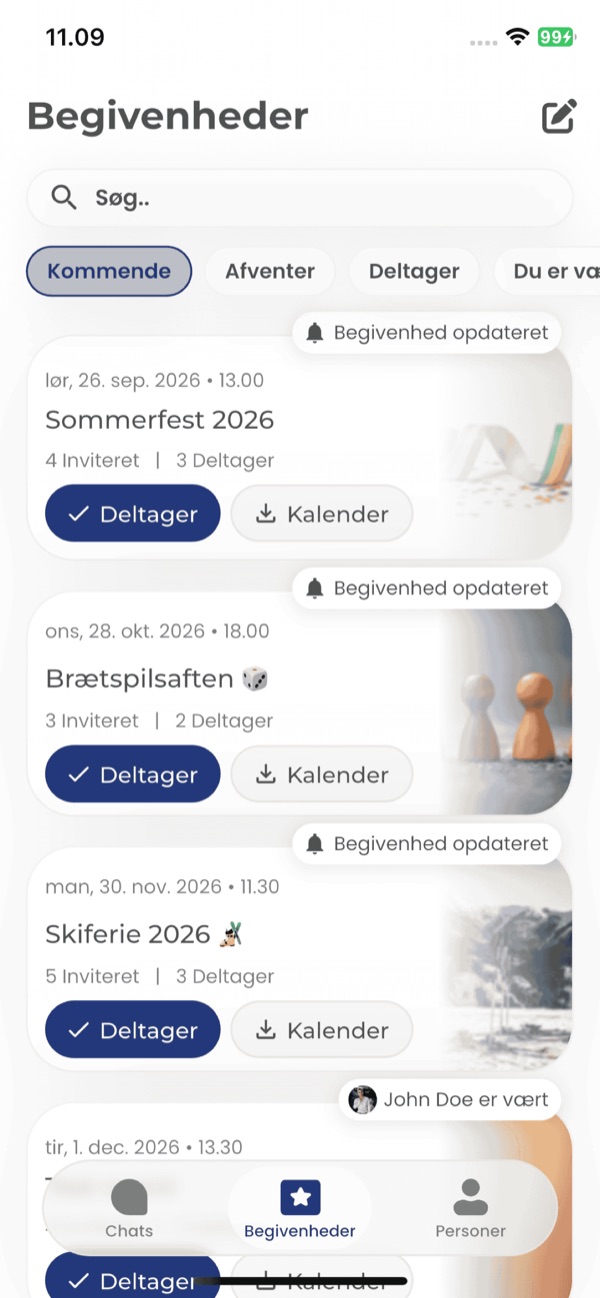 11.09
99
Begivenheder
Søg..
Kommende
Afventer
Deltager
Du er væ
Begivenhed opdateret
lør, 26. sep. 2026 • 13.00
Sommerfest 2026
4 Inviteret | 3 Deltager
Deltager
Kalender
Begivenhed opdateret
ons, 28. okt. 2026 • 18.00
Brætspilsaften 🎲
3 Inviteret | 2 Deltager
Deltager
Kalender
Begivenhed opdateret
man, 30. nov. 2026 • 11.30
Skiferie 2026
5 Inviteret | 3 Deltager
Deltager
Kalender
John Doe er vært
tir, 1. dec. 2026 • 13.30
Chats
Begivenheder
Personer
Deltager
Kalender